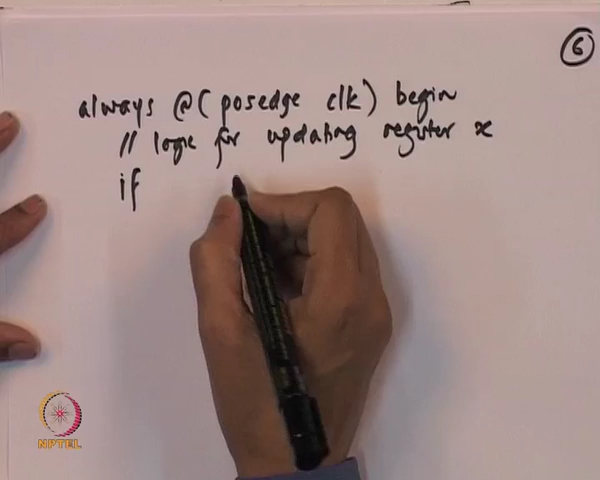 6
always @(posedge clk) begin
// logic for updating register x
if
NPTEL